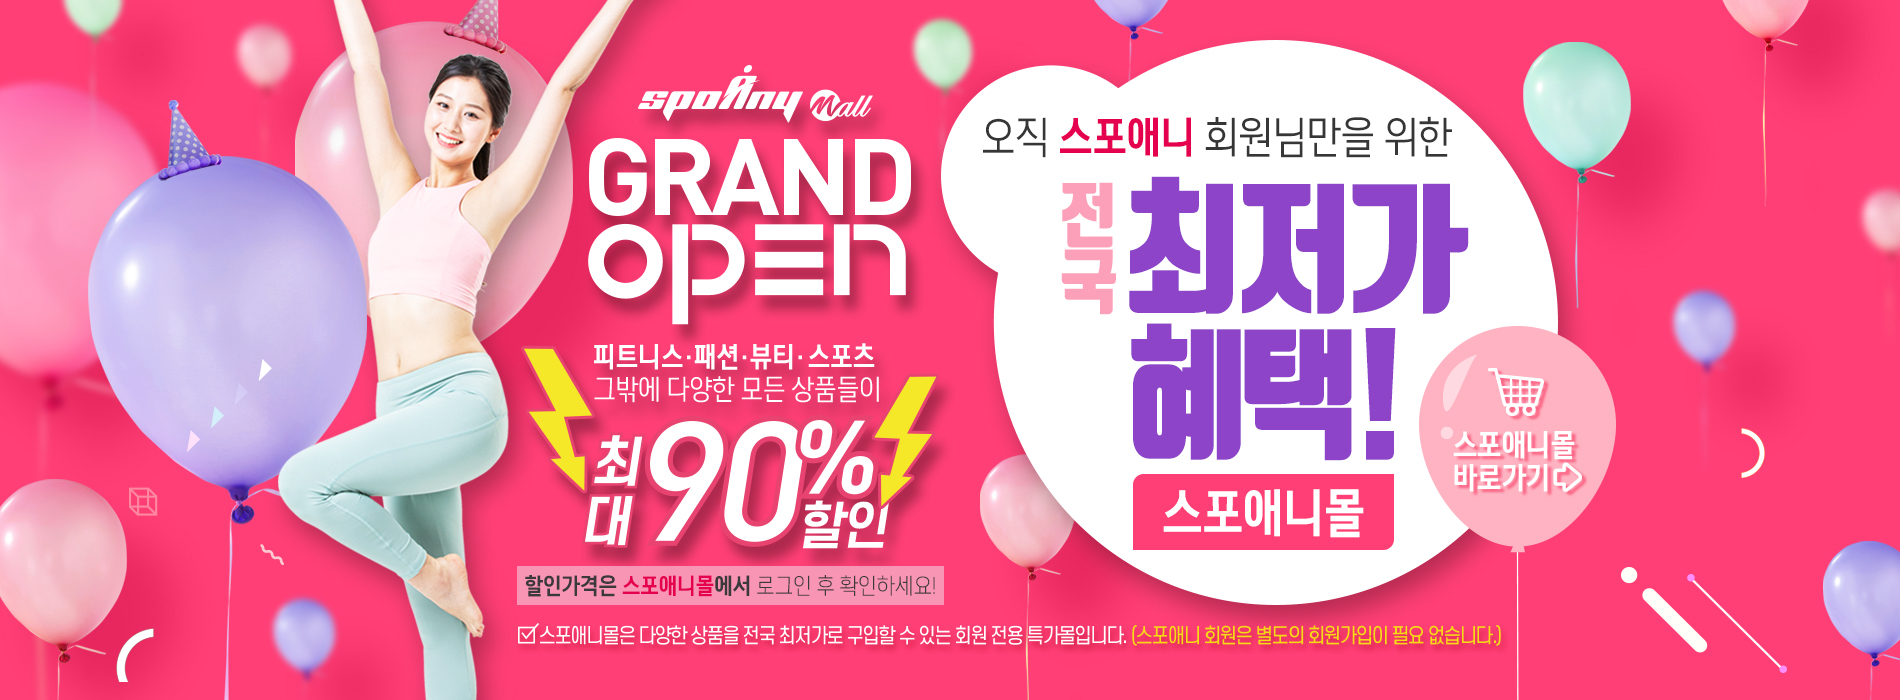 spoany Mall
GRAND
OPEN
피트니스·패션·뷰티·스포츠
그밖에 다양한 모든 상품들이
최대 90% 할인
할인가격은 스포애니몰에서 로그인 후 확인하세요!
스포애니몰은 다양한 상품을 전국 최저가로 구입할 수 있는 회원 전용 특가몰입니다. (스포애니 회원은 별도의 회원가입이 필요 없습니다.)
오직 스포애니 회원님만을 위한
전국 최저가
혜택!
스포애니몰
스포애니몰
바로가기